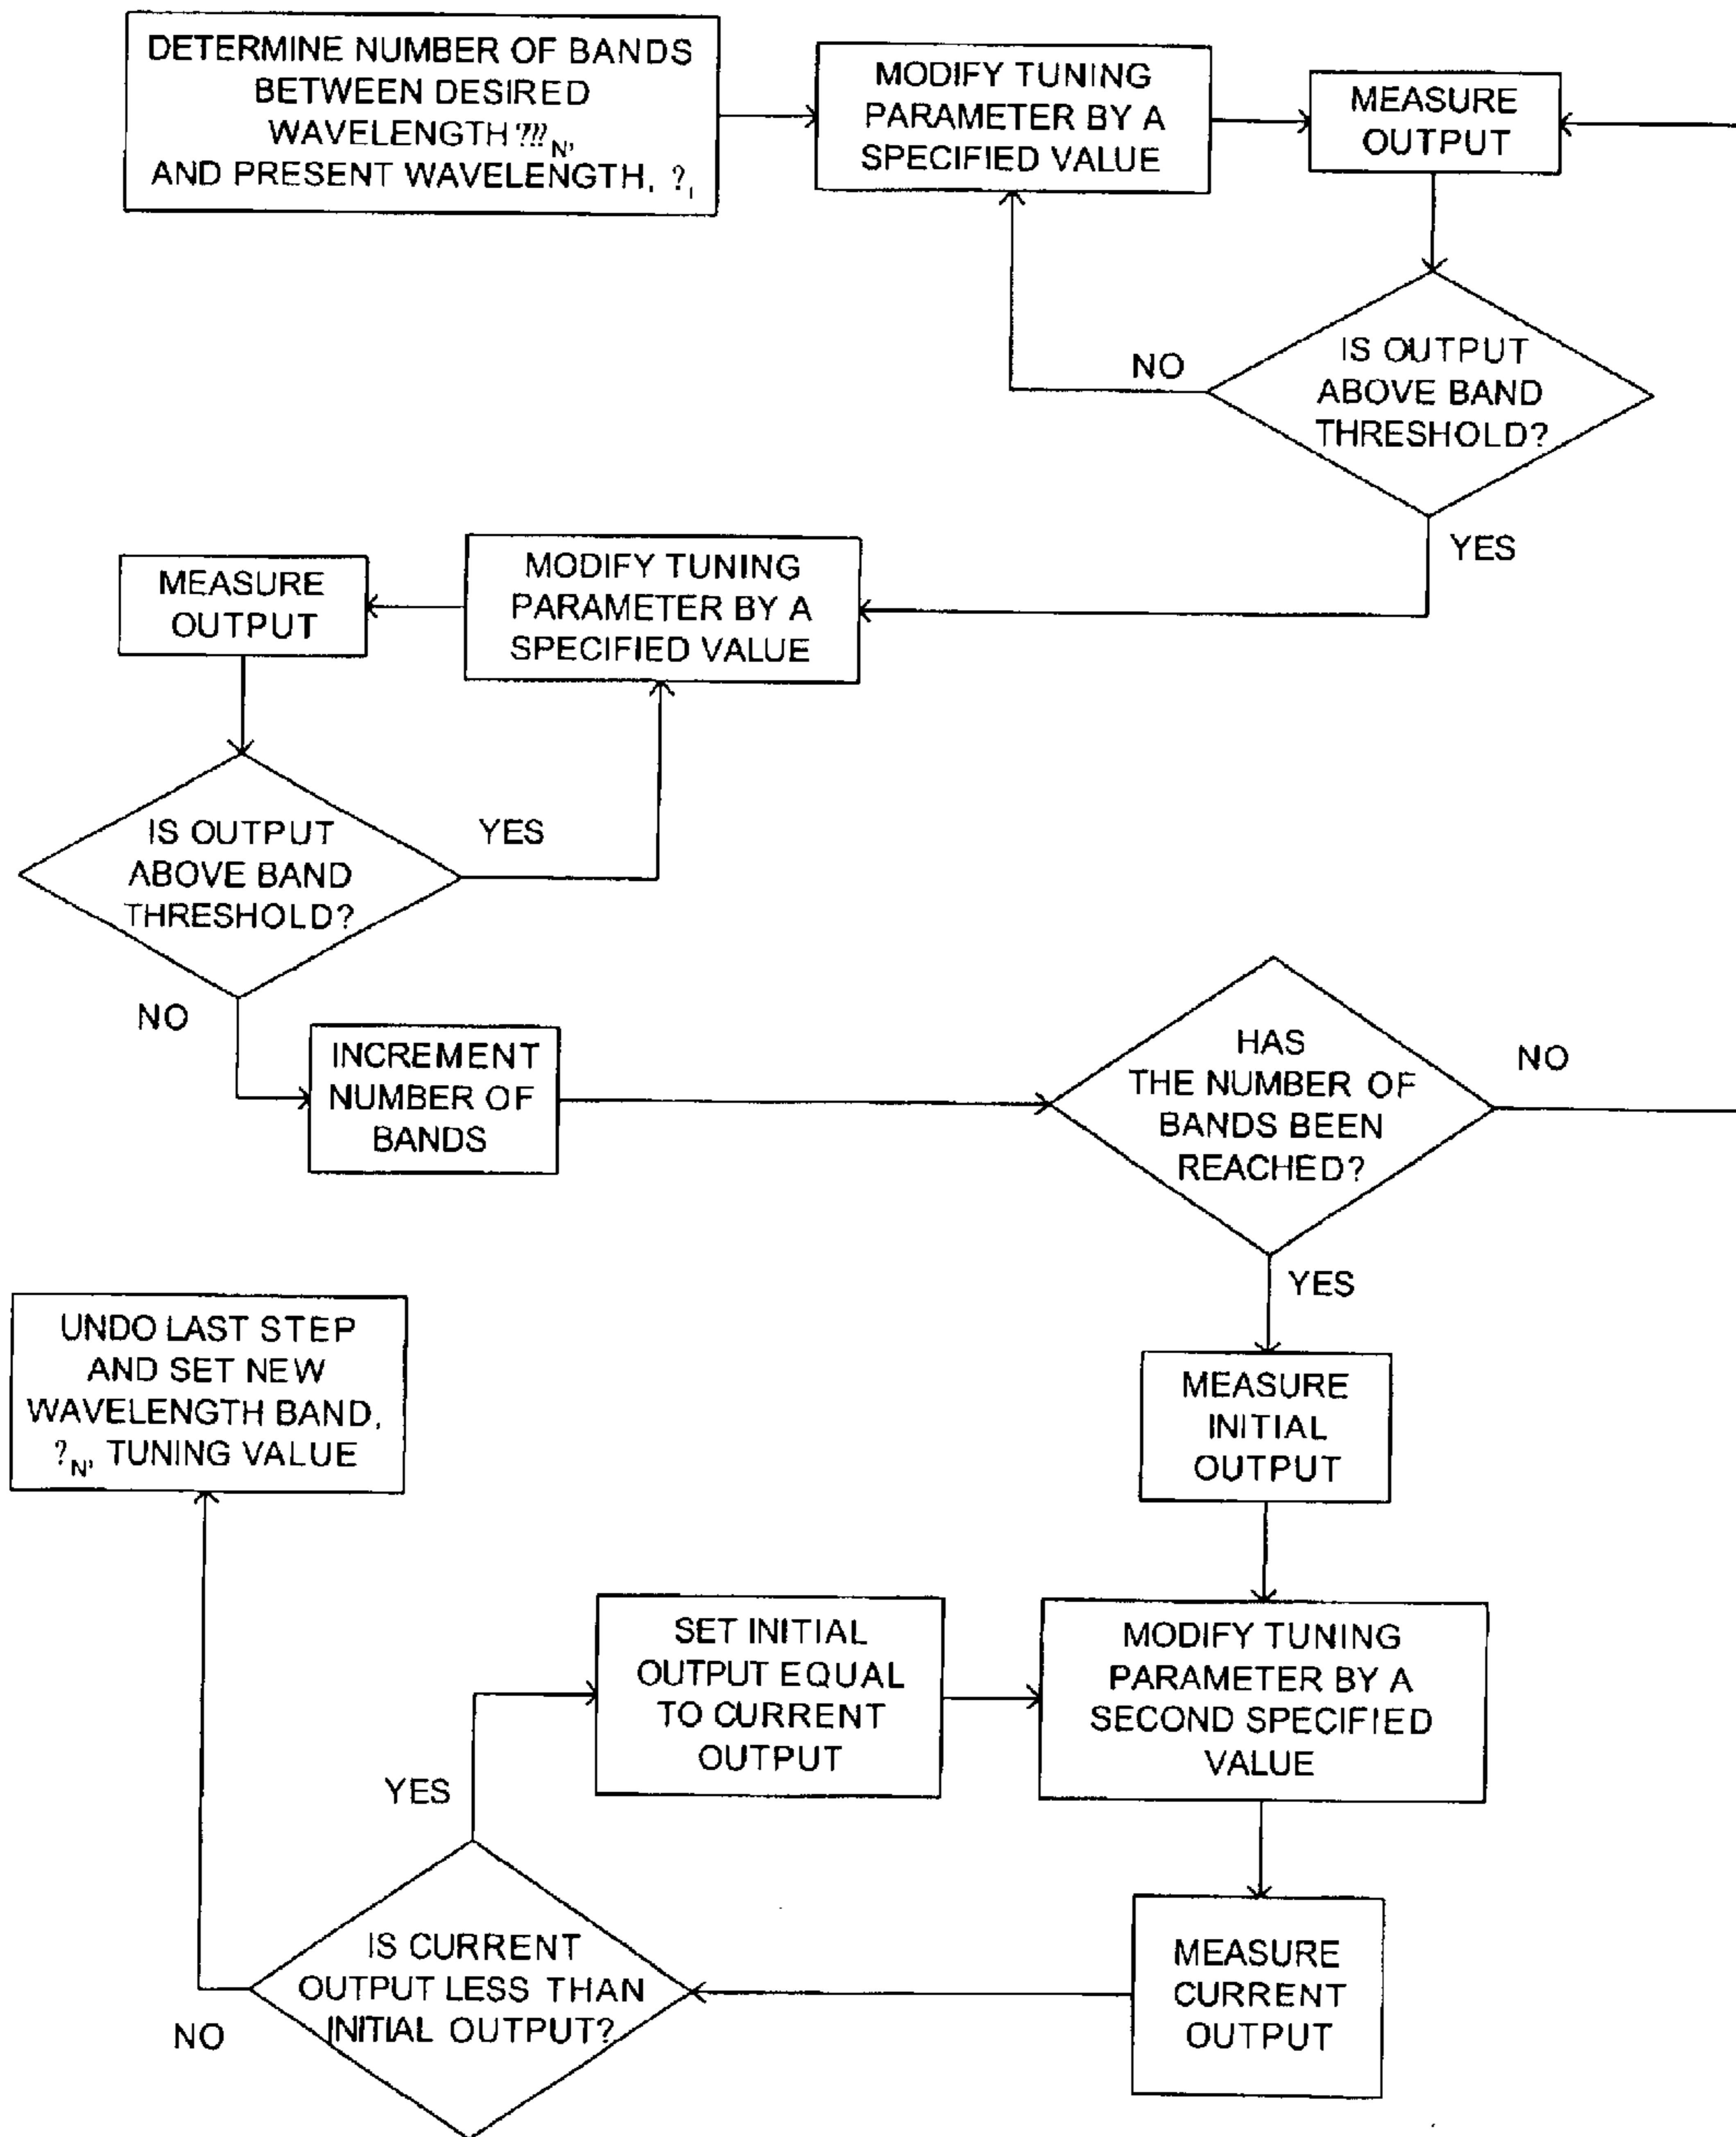 DETERMINE NUMBER OF BANDS
BETWEEN DESIRED
WAVELENGTH ???N,
AND PRESENT WAVELENGTH, ?I
MODIFY TUNING
PARAMETER BY A
SPECIFIED VALUE
MEASURE
OUTPUT
IS OUTPUT
ABOVE BAND
THRESHOLD?
NO
YES
MODIFY TUNING
PARAMETER BY A
SPECIFIED VALUE
MEASURE
OUTPUT
IS OUTPUT
ABOVE BAND
THRESHOLD?
YES
NO
INCREMENT
NUMBER OF
BANDS
HAS
THE NUMBER OF
BANDS BEEN
REACHED?
NO
YES
MEASURE
INITIAL
OUTPUT
MODIFY TUNING
PARAMETER BY A
SECOND SPECIFIED
VALUE
MEASURE
CURRENT
OUTPUT
IS CURRENT
OUTPUT LESS THAN
INITIAL OUTPUT?
YES
SET INITIAL
OUTPUT EQUAL
TO CURRENT
OUTPUT
NO
UNDO LAST STEP
AND SET NEW
WAVELENGTH BAND,
?N, TUNING VALUE